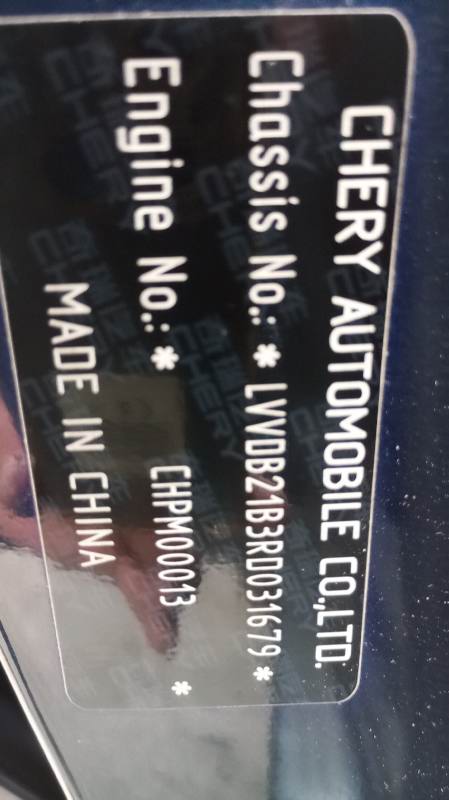 CHERY AUTOMOBILE CO.,LTD.
Chassis No.: * LVVDB21B3RD031679 *
Engine No.: * CHPM00013 *
MADE IN CHINA